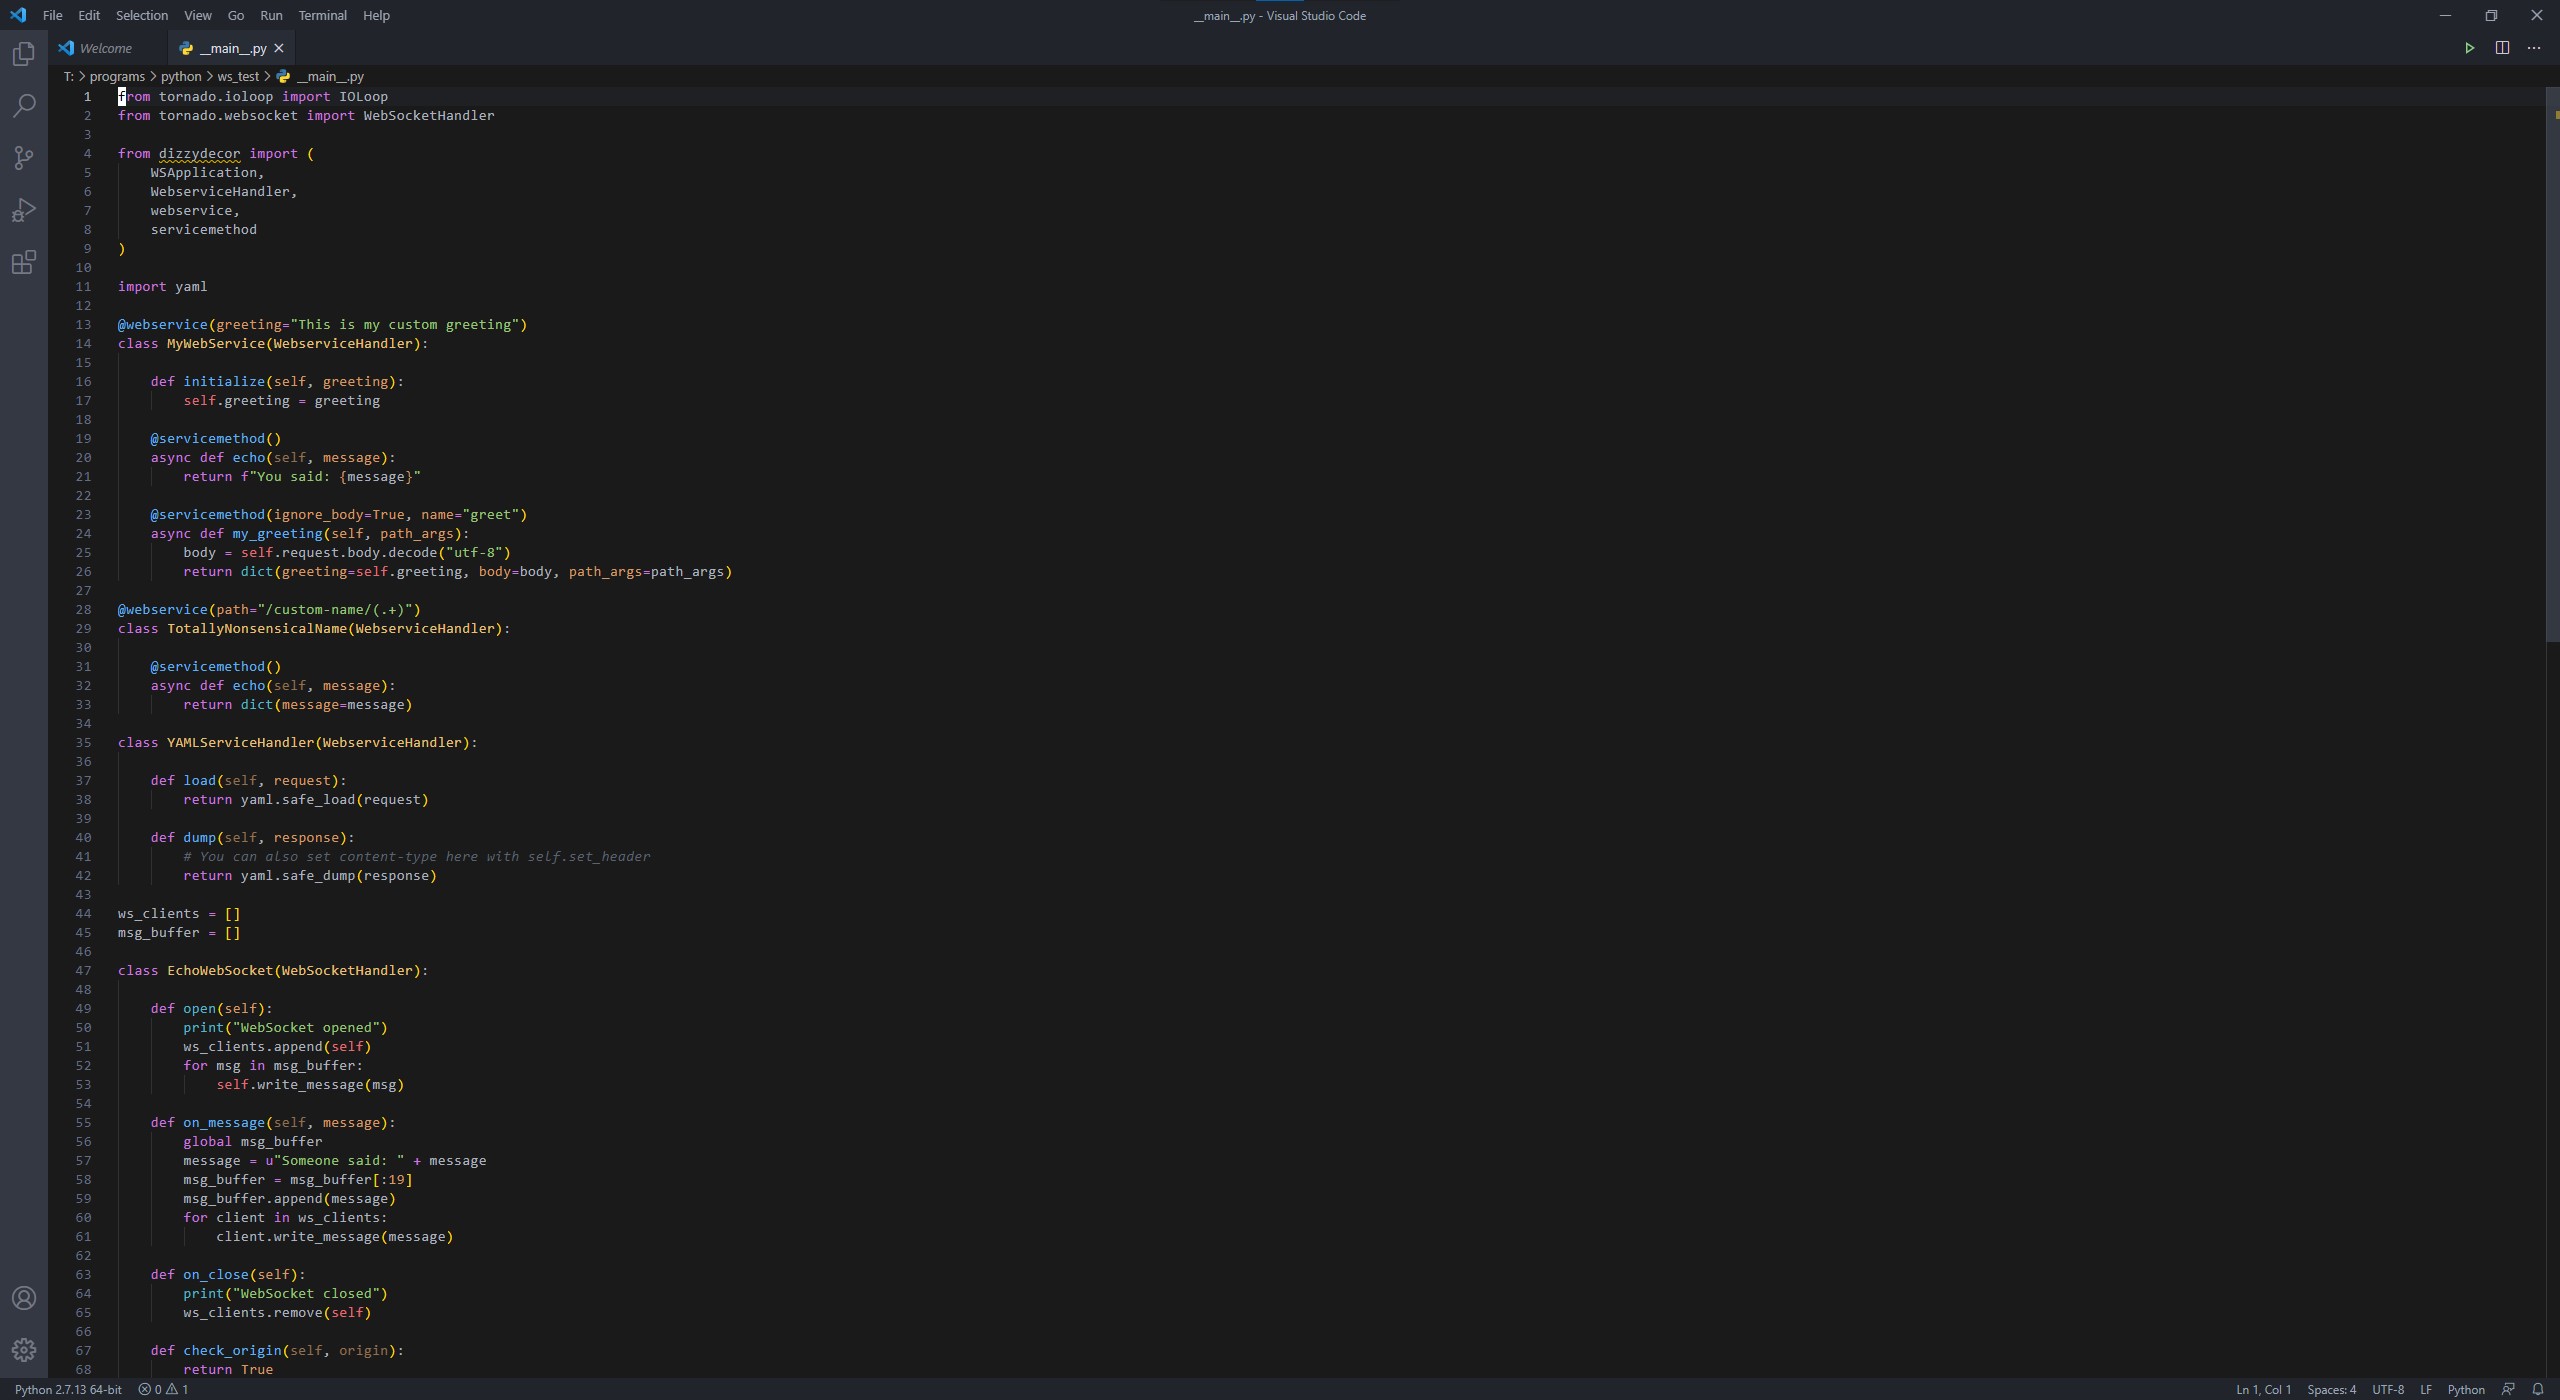 File Edit Selection View Go Run Terminal Help
__main__.py - Visual Studio Code
Welcome
__main__.py
T: > programs > python > ws_test > __main__.py
1 from tornado.ioloop import IOLoop
2 from tornado.websocket import WebSocketHandler
3
4 from dizzydecor import (
5     WSApplication,
6     WebserviceHandler,
7     webservice,
8     servicemethod
9 )
10
11 import yaml
12
13 @webservice(greeting="This is my custom greeting")
14 class MyWebService(WebserviceHandler):
15
16     def initialize(self, greeting):
17         self.greeting = greeting
18
19     @servicemethod()
20     async def echo(self, message):
21         return f"You said: {message}"
22
23     @servicemethod(ignore_body=True, name="greet")
24     async def my_greeting(self, path_args):
25         body = self.request.body.decode("utf-8")
26         return dict(greeting=self.greeting, body=body, path_args=path_args)
27
28 @webservice(path="/custom-name/(.+)")
29 class TotallyNonsensicalName(WebserviceHandler):
30
31     @servicemethod()
32     async def echo(self, message):
33         return dict(message=message)
34
35 class YAMLServiceHandler(WebserviceHandler):
36
37     def load(self, request):
38         return yaml.safe_load(request)
39
40     def dump(self, response):
41         # You can also set content-type here with self.set_header
42         return yaml.safe_dump(response)
43
44 ws_clients = []
45 msg_buffer = []
46
47 class EchoWebSocket(WebSocketHandler):
48
49     def open(self):
50         print("WebSocket opened")
51         ws_clients.append(self)
52         for msg in msg_buffer:
53             self.write_message(msg)
54
55     def on_message(self, message):
56         global msg_buffer
57         message = u"Someone said: " + message
58         msg_buffer = msg_buffer[:19]
59         msg_buffer.append(message)
60         for client in ws_clients:
61             client.write_message(message)
62
63     def on_close(self):
64         print("WebSocket closed")
65         ws_clients.remove(self)
66
67     def check_origin(self, origin):
68         return True
Python 2.7.13 64-bit 0 1
Ln 1, Col 1 Spaces: 4 UTF-8 LF Python